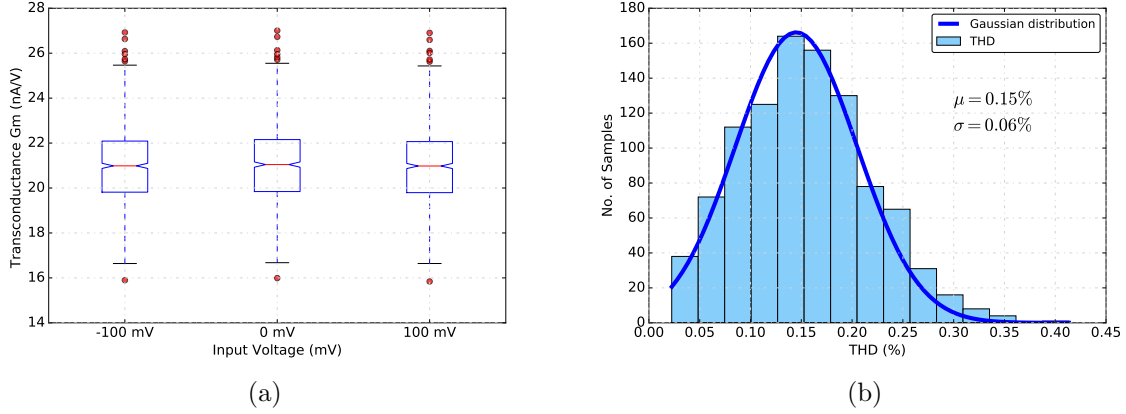 28
26
24
22
20
18
16
14
Transconductance Gm (nA/V)
-100 mV
0 mV
100 mV
Input Voltage (mV)
(a)
180
160
140
120
100
80
60
40
20
0
No. of Samples
Gaussian distribution
THD
μ = 0.15%
σ = 0.06%
0.00
0.05
0.10
0.15
0.20
0.25
0.30
0.35
0.40
0.45
THD (%)
(b)